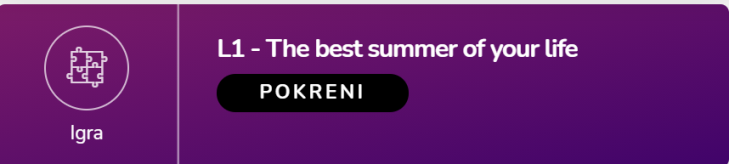 L1 - The best summer of your life
POKRENI
Igra